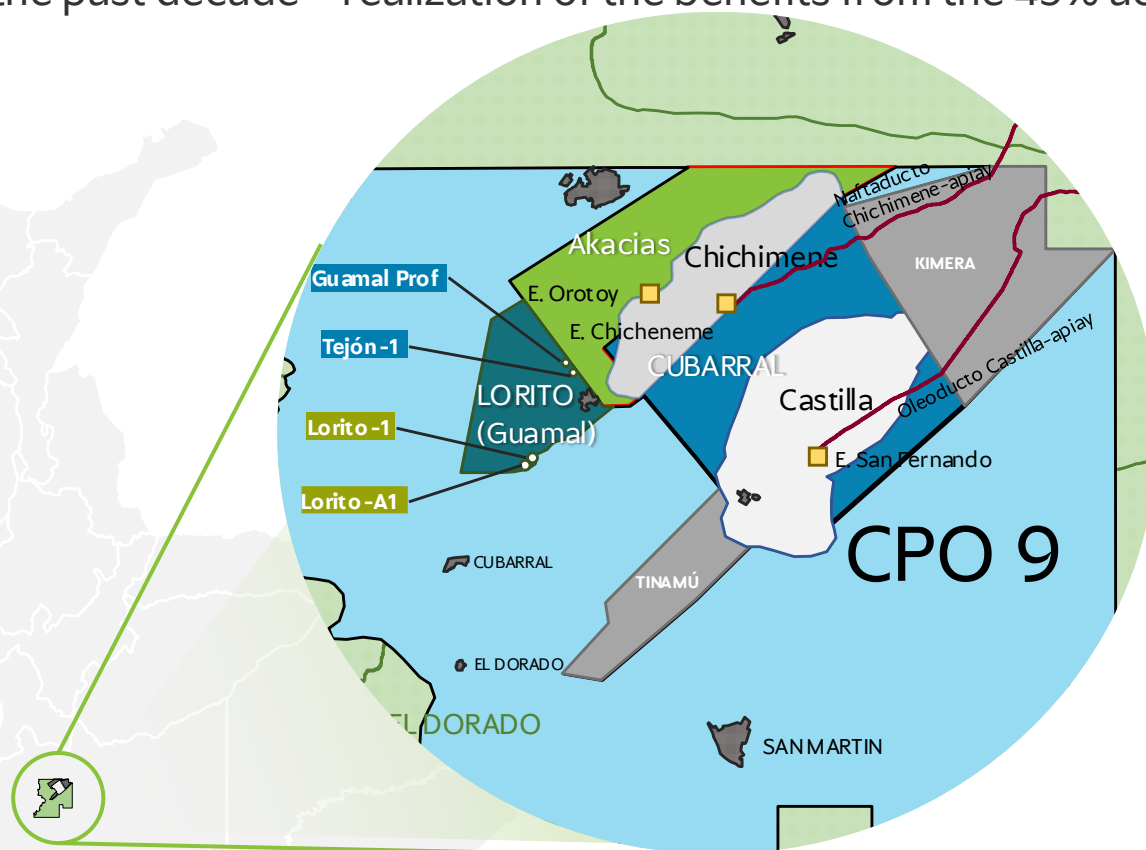 the past decade – realization of the benefits from the 45%
Naftaducto
Chichimene-apiay
Akacias
Chichimene
KIMERA
Guamal Prof
E. Orotoy
E. Chicheneme
Tejón -1
CUBARRAL
Oleoducto Castilla-apiay
LORITO
(Guamal)
Castilla
Lorito -1
E. San Fernando
Lorito -A1
CPO 9
CUBARRAL
TINAMÚ
EL DORADO
EL DORADO
SAN MARTIN